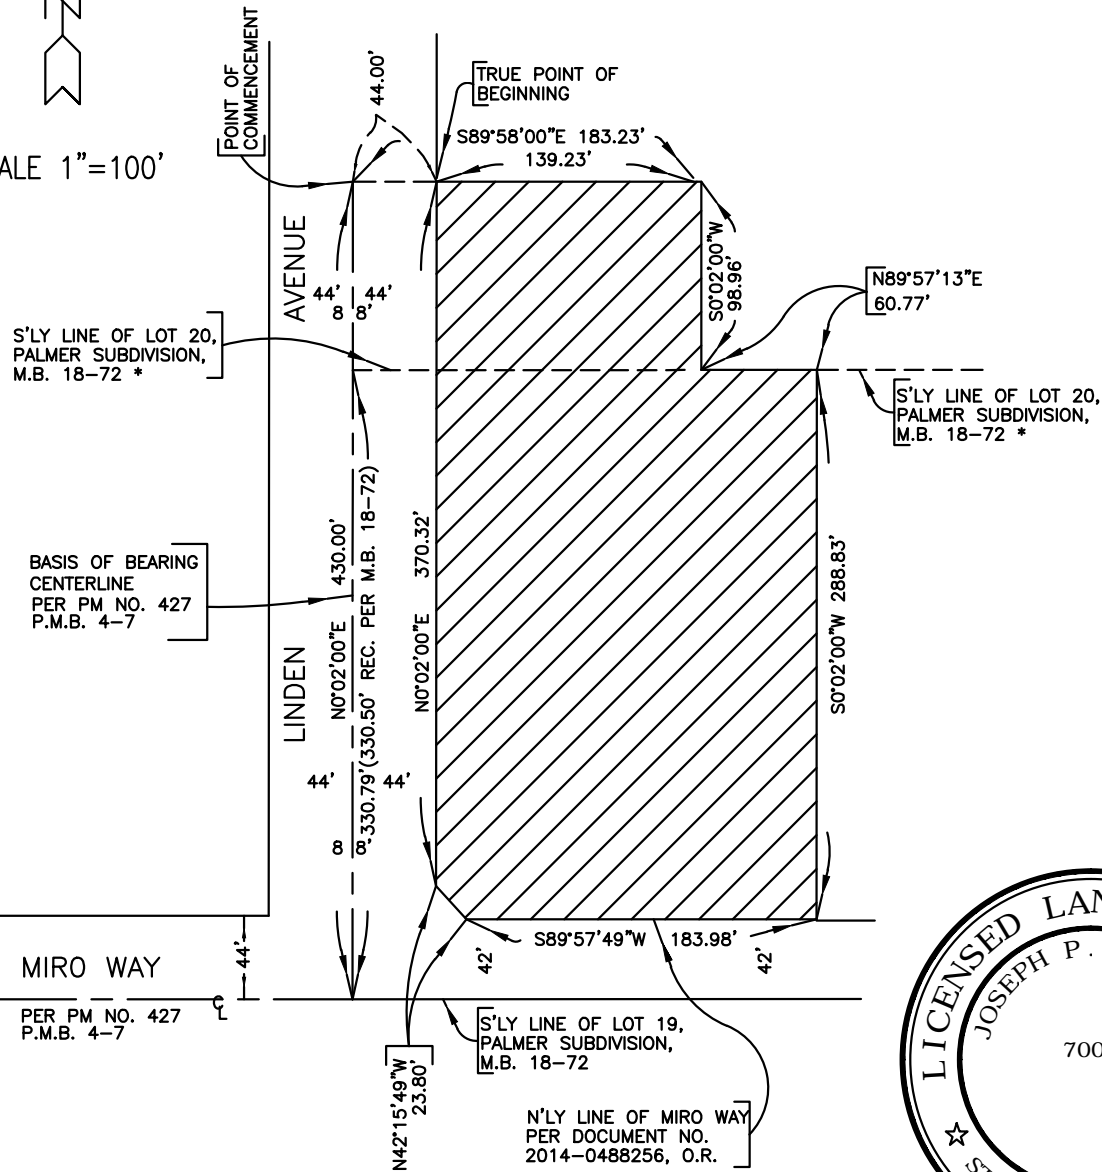 N
ALE 1"=100'
POINT OF
COMMENCEMENT
44.00'
TRUE POINT OF
BEGINNING
S89°58'00"E 183.23'
139.23'
AVENUE
44' 44'
8 8'
S0°02'00"W
98.96'
N89°57'13"E
60.77'
S'LY LINE OF LOT 20,
PALMER SUBDIVISION,
M.B. 18-72 *
S'LY LINE OF LOT 20,
PALMER SUBDIVISION,
M.B. 18-72 *
BASIS OF BEARING
CENTERLINE
PER PM NO. 427
P.M.B. 4-7
N0°02'00"E 430.00'
330.79'(330.50' REC. PER M.B. 18-72)
N0°02'00"E 370.32'
S0°02'00"W 288.83'
LINDEN
44' 44'
8 8'
MIRO WAY
44'
S89°57'49"W 183.98'
42'
42'
PER PM NO. 427
P.M.B. 4-7
CL
S'LY LINE OF LOT 19,
PALMER SUBDIVISION,
M.B. 18-72
N42°15'49"W
23.80'
N'LY LINE OF MIRO WAY
PER DOCUMENT NO.
2014-0488256, O.R.
LICENSED LAN
JOSEPH P.
700